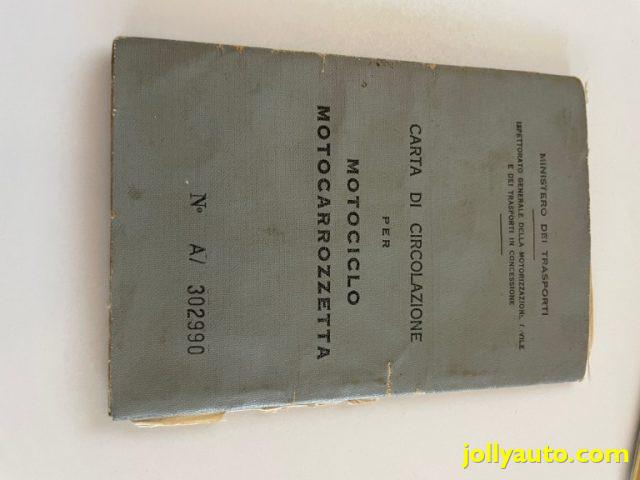 MINISTERO DEI TRASPORTI
ISPETTORATO GENERALE DELLA MOTORIZZAZIONE CIVILE
E DEI TRASPORTI IN CONCESSIONE
CARTA DI CIRCOLAZIONE
PER
MOTOCICLO
MOTOCARROZZETTA
Nº A/ 302990
jollyauto.com